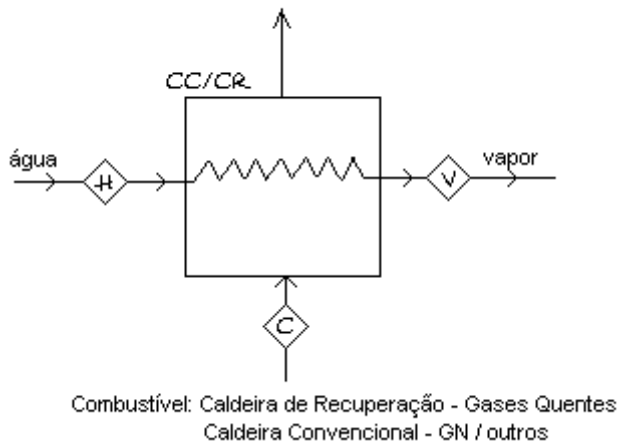 CC/CR
água
H
V
vapor
C
Combustível: Caldeira de Recuperação - Gases Quentes
Caldeira Convencional - GN / outros